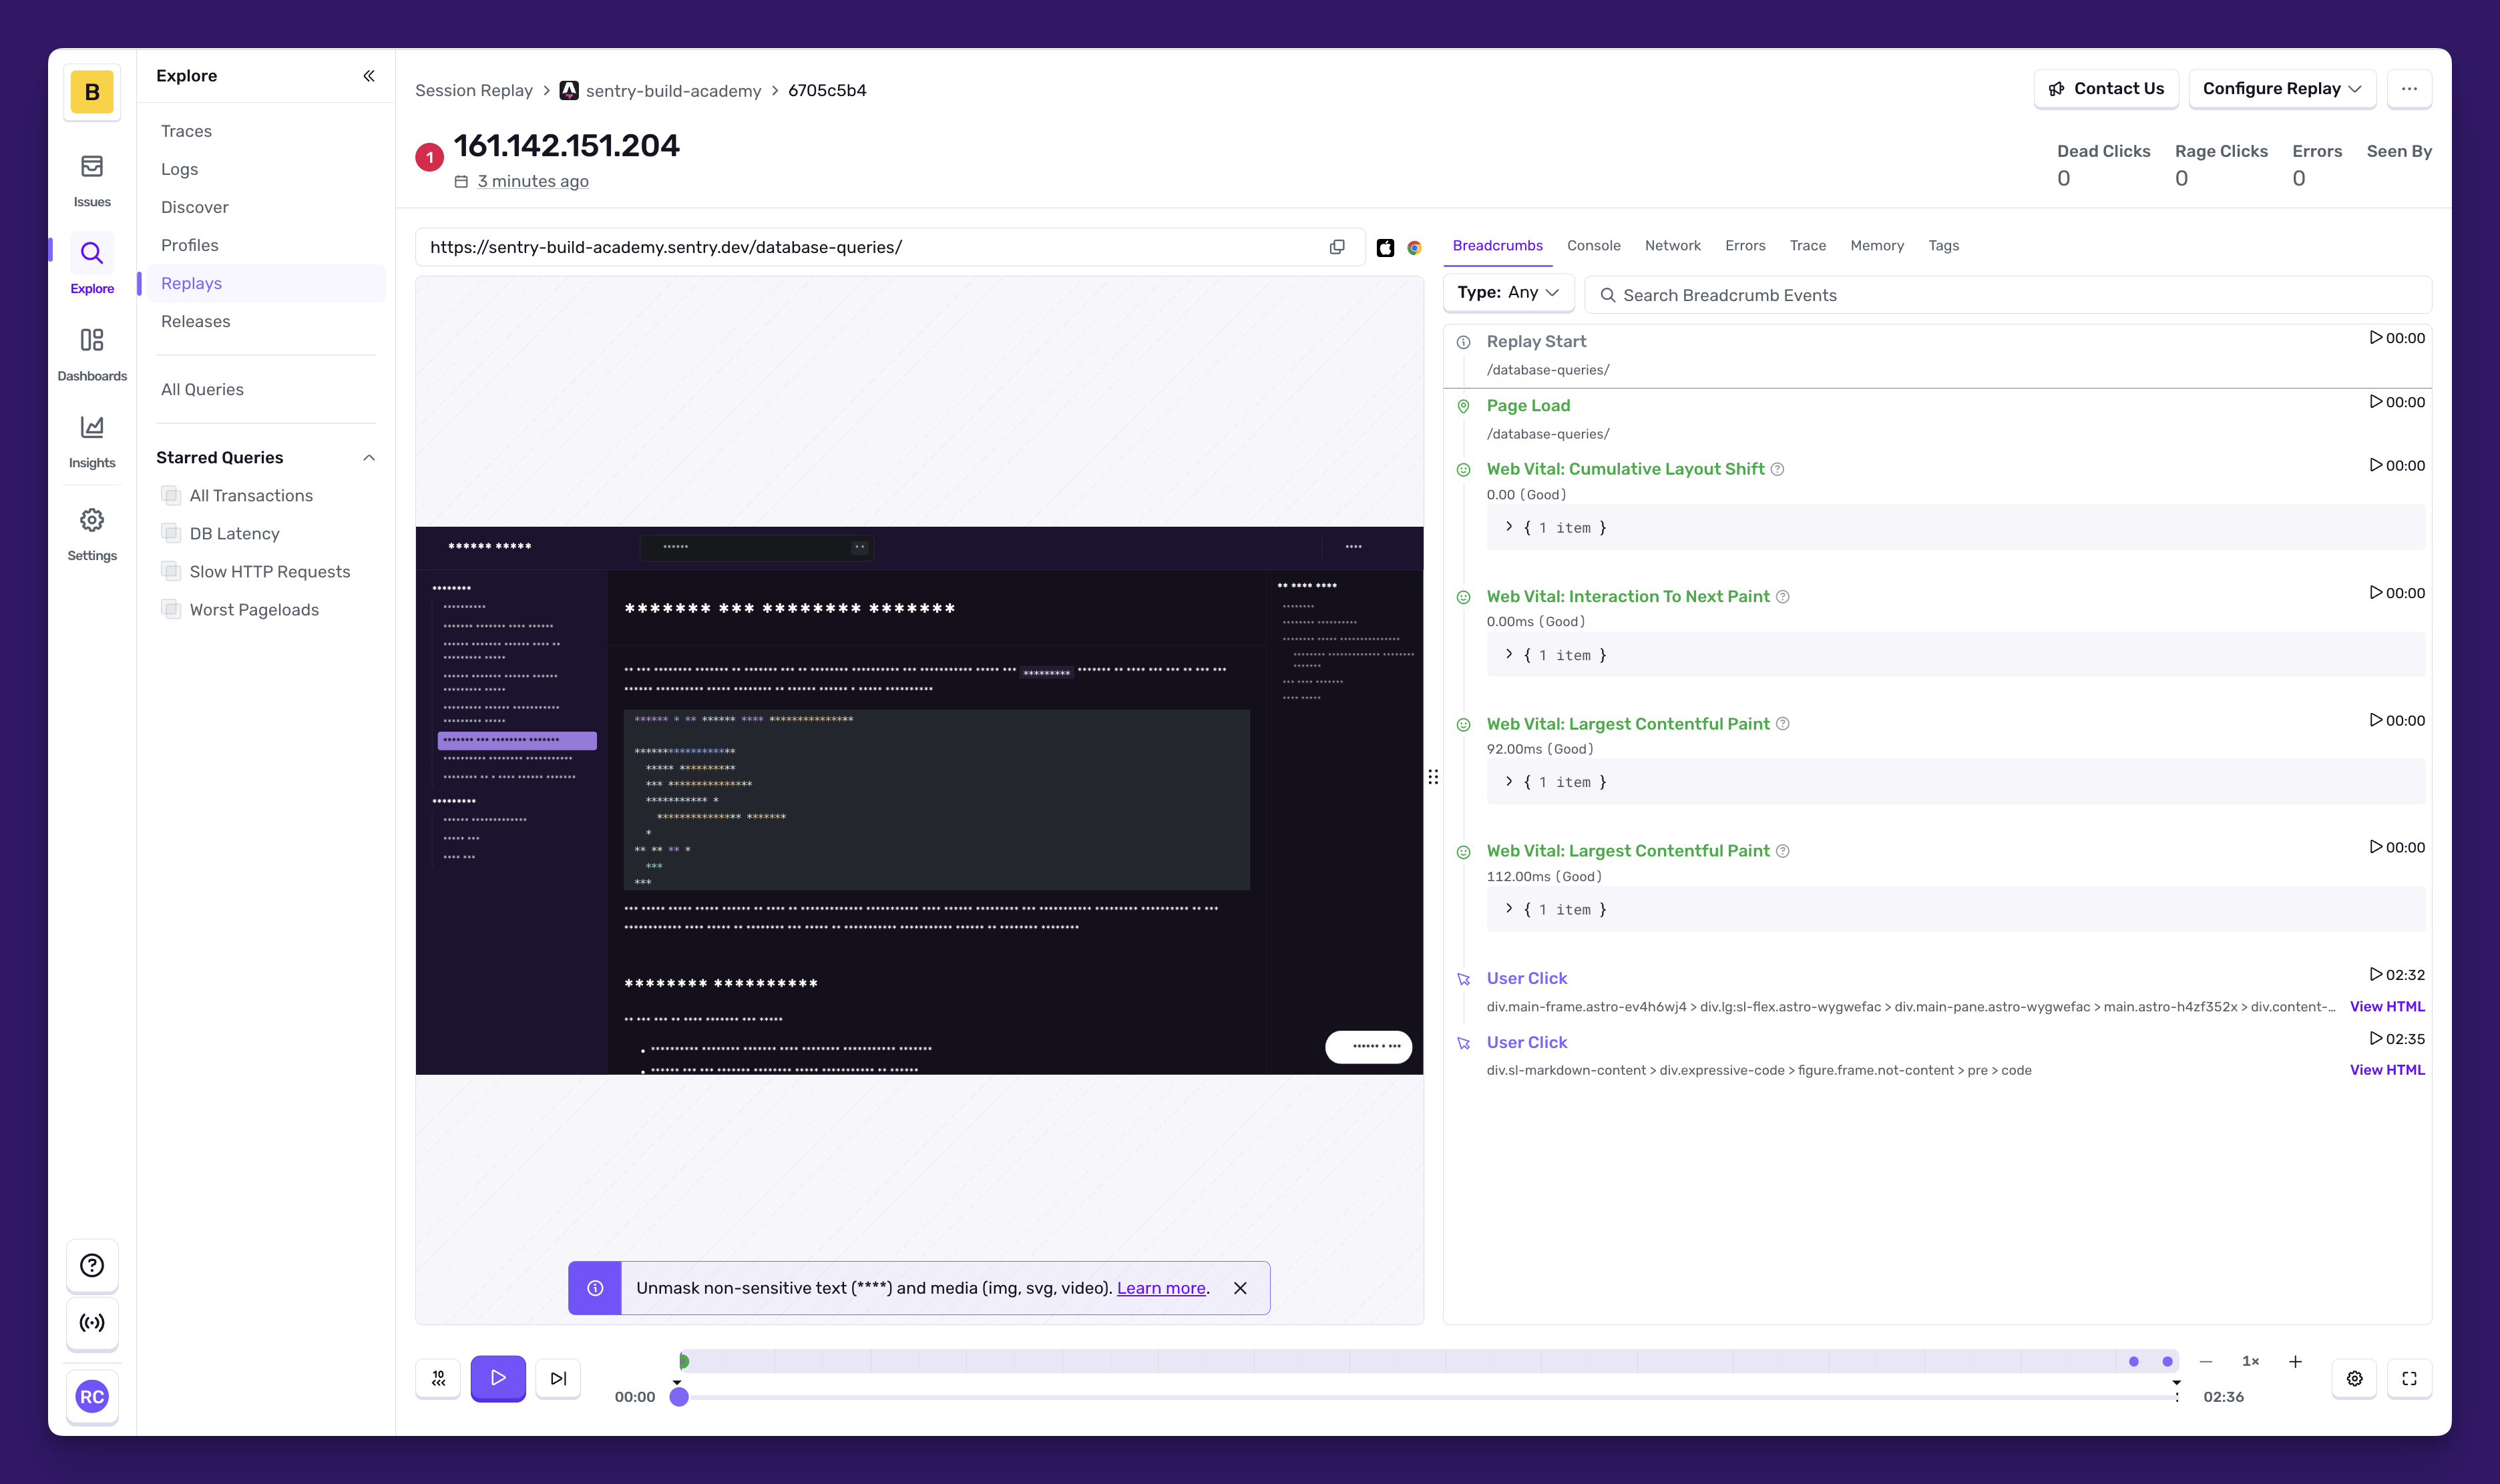 B
Issues
Explore
Dashboards
Insights
Settings
RC
Explore
Traces
Logs
Discover
Profiles
Replays
Releases
All Queries
Starred Queries
All Transactions
DB Latency
Slow HTTP Requests
Worst Pageloads
Session Replay > sentry-build-academy > 6705c5b4
Contact Us
Configure Replay
1
161.142.151.204
3 minutes ago
Dead Clicks
0
Rage Clicks
0
Errors
0
Seen By
https://sentry-build-academy.sentry.dev/database-queries/
Unmask non-sensitive text (****) and media (img, svg, video). Learn more.
Breadcrumbs Console Network Errors Trace Memory Tags
Type: Any
Search Breadcrumb Events
Replay Start 00:00
/database-queries/
Page Load 00:00
/database-queries/
Web Vital: Cumulative Layout Shift 00:00
0.00 (Good)
> { 1 item }
Web Vital: Interaction To Next Paint 00:00
0.00ms (Good)
> { 1 item }
Web Vital: Largest Contentful Paint 00:00
92.00ms (Good)
> { 1 item }
Web Vital: Largest Contentful Paint 00:00
112.00ms (Good)
> { 1 item }
User Click 02:32
div.main-frame.astro-ev4h6wj4 > div.lg:sl-flex.astro-wygwefac > div.main-pane.astro-wygwefac > main.astro-h4zf352x > div.content-... View HTML
User Click 02:35
div.sl-markdown-content > div.expressive-code > figure.frame.not-content > pre > code View HTML
10
00:00
1×
02:36